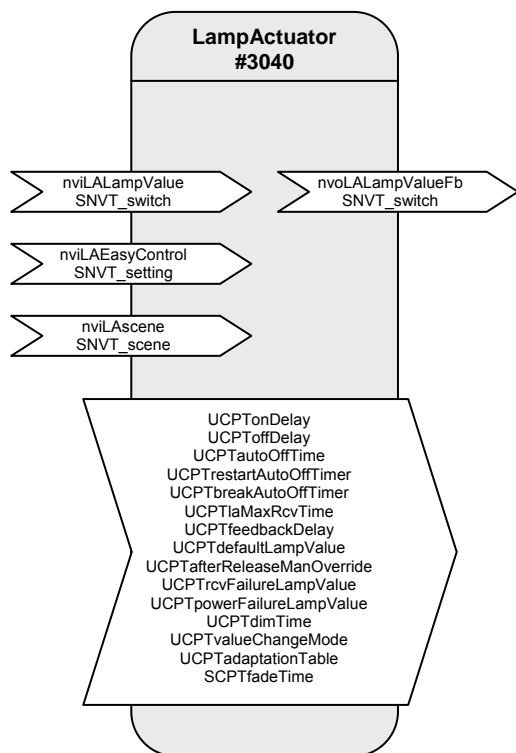 LampActuator
#3040
nviLALampValue
SNVT_switch
nvoLALampValueFb
SNVT_switch
nviLAEasyControl
SNVT_setting
nviLAscene
SNVT_scene
UCPTonDelay
UCPToffDelay
UCPTautoOffTime
UCPTrestartAutoOffTimer
UCPTbreakAutoOffTimer
UCPTlaMaxRcvTime
UCPTfeedbackDelay
UCPTdefaultLampValue
UCPTafterReleaseManOverride
UCPTrcvFailureLampValue
UCPTpowerFailureLampValue
UCPTdimTime
UCPTvalueChangeMode
UCPTadaptationTable
SCPTfadeTime